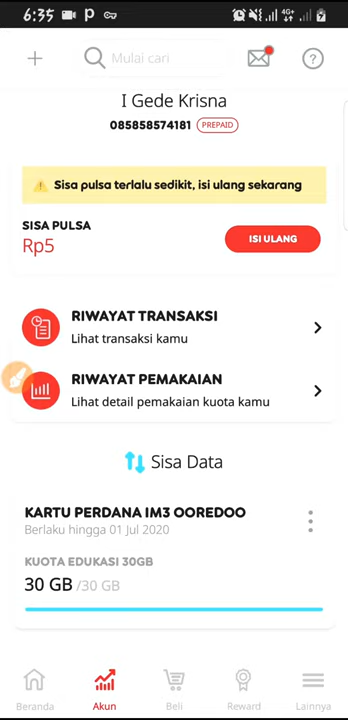 6:35
4G+
Mulai cari
I Gede Krisna
085858574181 PREPAID
Sisa pulsa terlalu sedikit, isi ulang sekarang
SISA PULSA
Rp5
ISI ULANG
RIWAYAT TRANSAKSI
Lihat transaksi kamu
RIWAYAT PEMAKAIAN
Lihat detail pemakaian kuota kamu
Sisa Data
KARTU PERDANA IM3 OOREDOO
Berlaku hingga 01 Jul 2020
KUOTA EDUKASI 30GB
30 GB /30 GB
Beranda Akun Beli Reward Lainnya